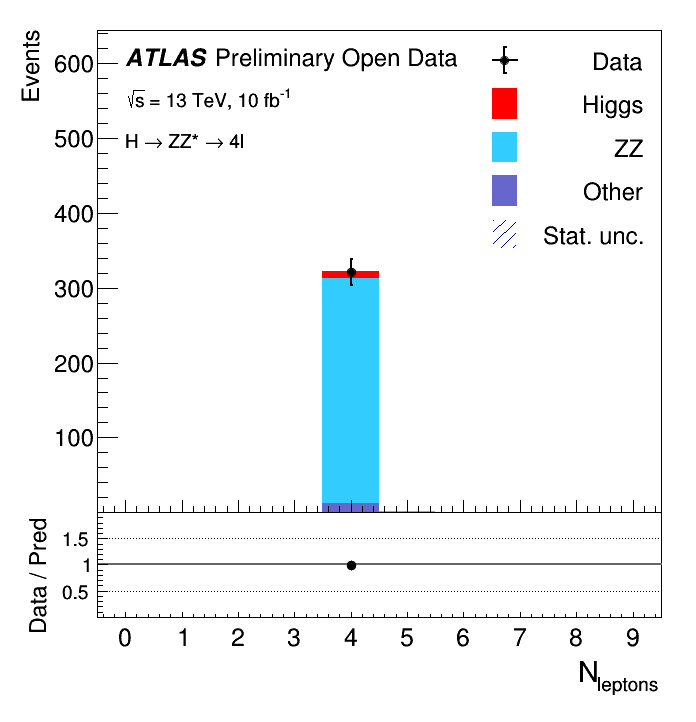 Events
600
500
400
300
200
100
ATLAS Preliminary Open Data
√s = 13 TeV, 10 fb-1
H → ZZ* → 4l
Data
Higgs
ZZ
Other
Stat. unc.
Data / Pred
1.5
1
0.5
0 1 2 3 4 5 6 7 8 9
Nleptons